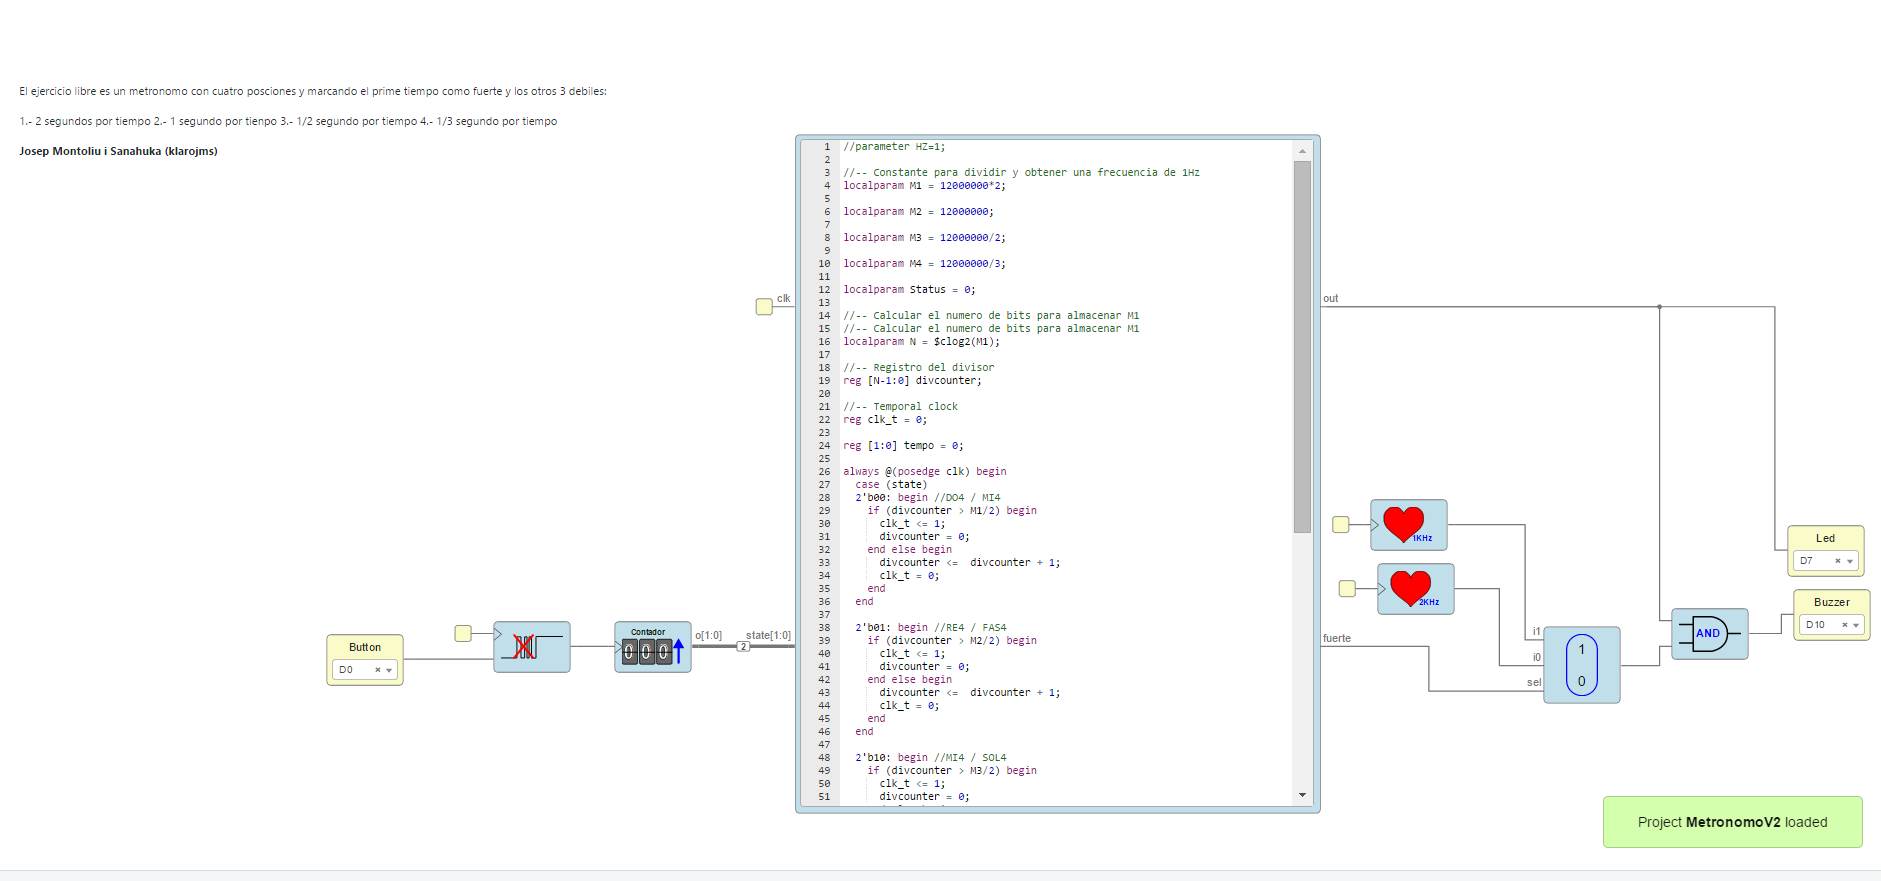 El ejercicio libre es un metronomo con cuatro posciones y marcando el prime tiempo como fuerte y los otros 3 debiles:
1.- 2 segundos por tiempo 2.- 1 segundo por tienpo 3.- 1/2 segundo por tiempo 4.- 1/3 segundo por tiempo
Josep Montoliu i Sanahuka (klarojms)
1 //parameter HZ=1;
2
3 //-- Constante para dividir y obtener una frecuencia de 1Hz
4 localparam M1 = 12000000*2;
5
6 localparam M2 = 12000000;
7
8 localparam M3 = 12000000/2;
9
10 localparam M4 = 12000000/3;
11
12 localparam Status = 0;
13
14 //-- Calcular el numero de bits para almacenar M1
15 //-- Calcular el numero de bits para almacenar M1
16 localparam N = $clog2(M1);
17
18 //-- Registro del divisor
19 reg [N-1:0] divcounter;
20
21 //-- Temporal clock
22 reg clk_t = 0;
23
24 reg [1:0] tempo = 0;
25
26 always @(posedge clk) begin
27 case (state)
28 2'b00: begin //DO4 / MI4
29 if (divcounter > M1/2) begin
30 clk_t <= 1;
31 divcounter = 0;
32 end else begin
33 divcounter <= divcounter + 1;
34 clk_t = 0;
35 end
36 end
37
38 2'b01: begin //RE4 / FAS4
39 if (divcounter > M2/2) begin
40 clk_t <= 1;
41 divcounter = 0;
42 end else begin
43 divcounter <= divcounter + 1;
44 clk_t = 0;
45 end
46 end
47
48 2'b10: begin //MI4 / SOL4
49 if (divcounter > M3/2) begin
50 clk_t <= 1;
51 divcounter = 0;
clk
out
fuerte
Button
D0
Contador
000
o[1:0]
2
state[1:0]
1KHz
2KHz
i1
i0
sel
1
0
AND
Led
D7
Buzzer
D10
Project MetronomoV2 loaded